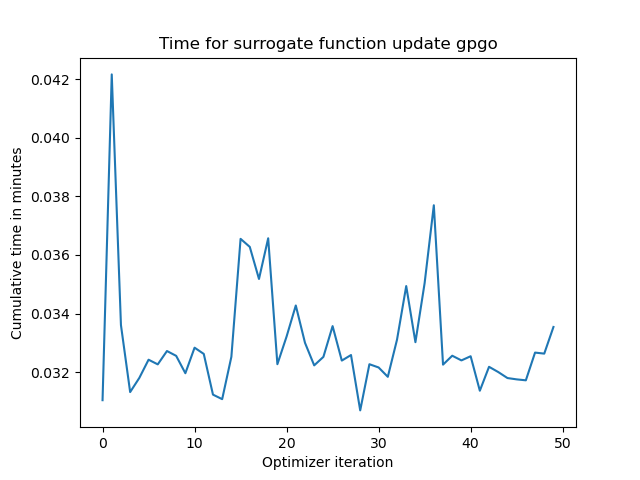 Time for surrogate function update gpgo
0.042
0.040
0.038
0.036
0.034
0.032
Cumulative time in minutes
0 10 20 30 40 50
Optimizer iteration